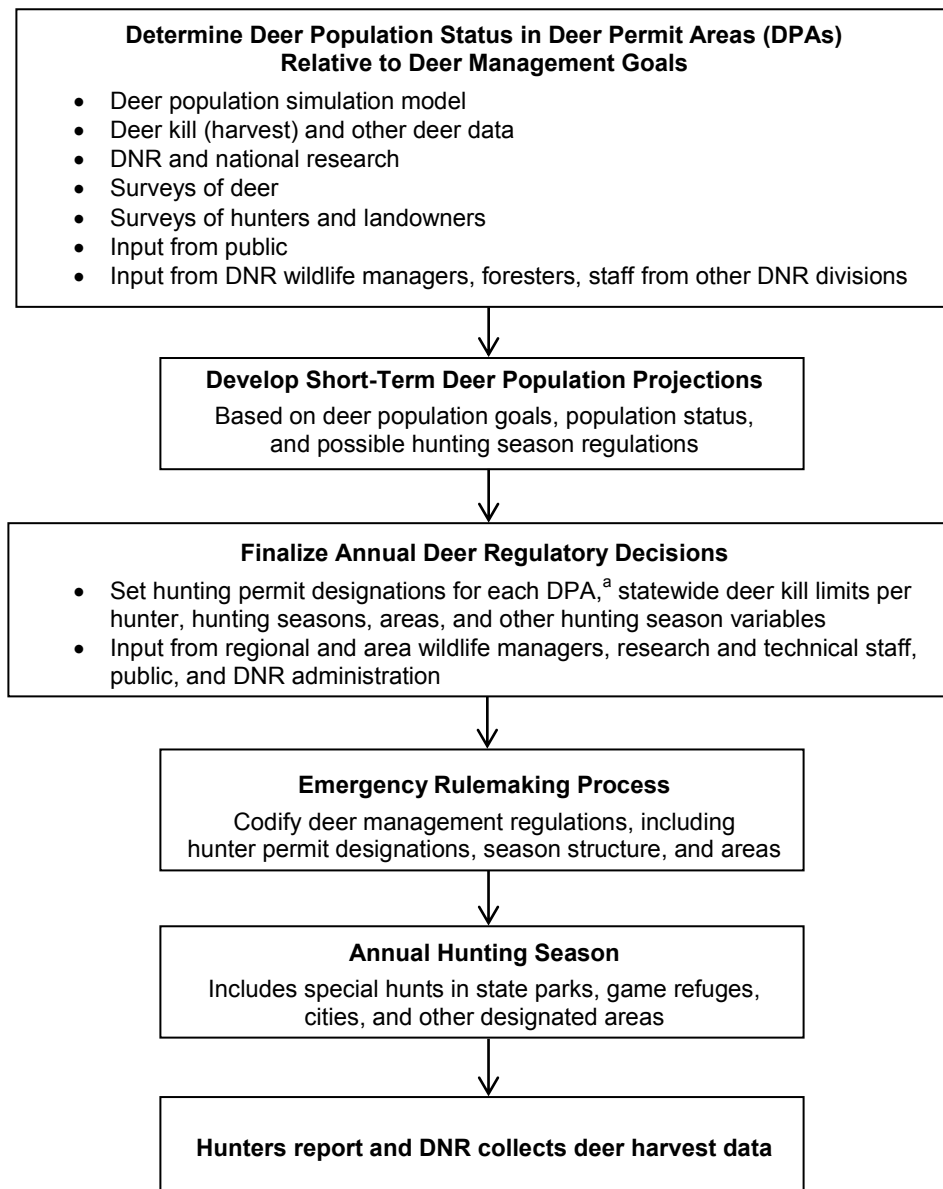 Determine Deer Population Status in Deer Permit Areas (DPAs)
Relative to Deer Management Goals
• Deer population simulation model
• Deer kill (harvest) and other deer data
• DNR and national research
• Surveys of deer
• Surveys of hunters and landowners
• Input from public
• Input from DNR wildlife managers, foresters, staff from other DNR divisions
Develop Short-Term Deer Population Projections
Based on deer population goals, population status,
and possible hunting season regulations
Finalize Annual Deer Regulatory Decisions
• Set hunting permit designations for each DPA,ᵃ statewide deer kill limits per
hunter, hunting seasons, areas, and other hunting season variables
• Input from regional and area wildlife managers, research and technical staff,
public, and DNR administration
Emergency Rulemaking Process
Codify deer management regulations, including
hunter permit designations, season structure, and areas
Annual Hunting Season
Includes special hunts in state parks, game refuges,
cities, and other designated areas
Hunters report and DNR collects deer harvest data